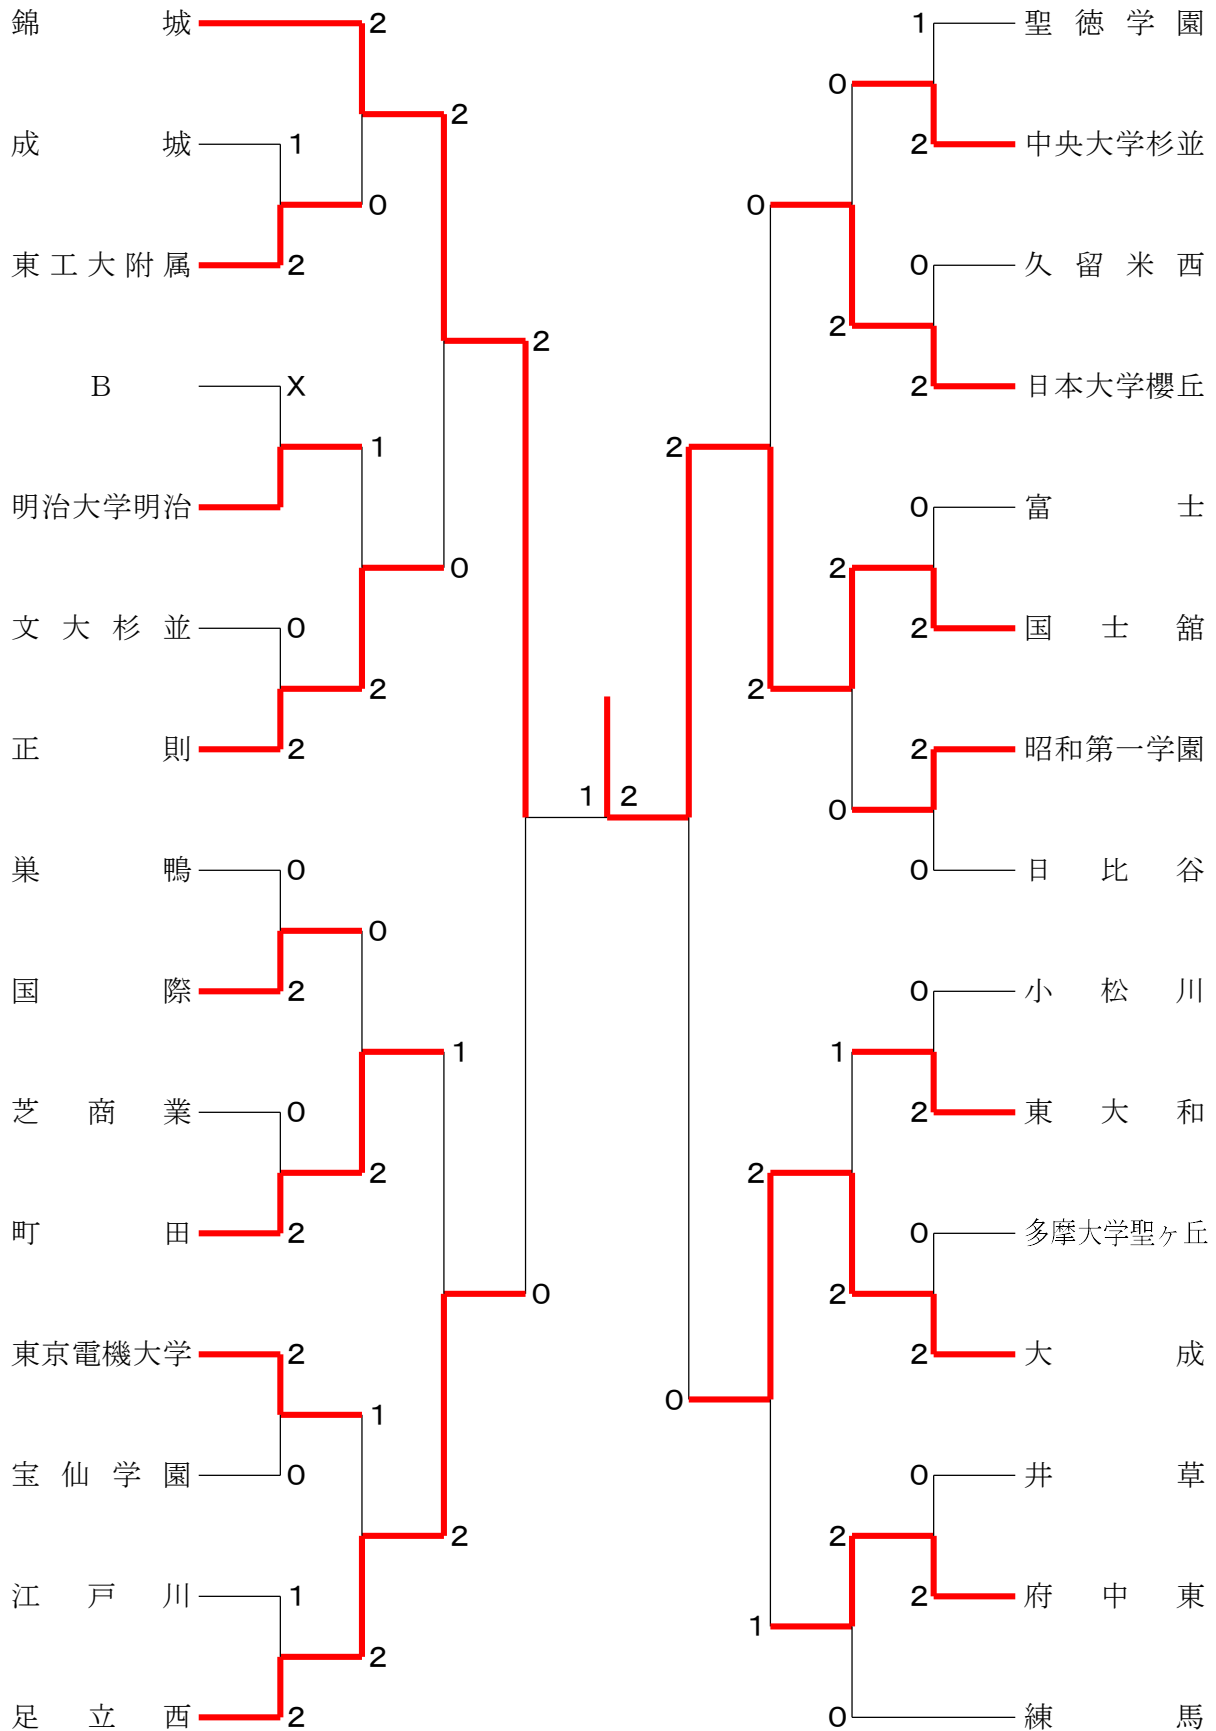 錦城 2 1 聖徳学園
0
2
成城 1 2 中央大学杉並
0 0
東工大附属 2 0 久留米西
2
2
B X 2 日本大学櫻丘
1 2
明治大学明治 0 富士
0 2
文大杉並 0 2 国士舘
2 2
正則 2 2 昭和第一学園
1 2
0
巣鴨 0 0 日比谷
0
国際 2 0 小松川
1 1
芝商業 0 2 東大和
2 2
町田 2 0 多摩大学聖ヶ丘
0 2
東京電機大学 2 2 大成
0
1
宝仙学園 0 0 井草
2 2
江戸川 1 2 府中東
1
2
足立西 2 0 練馬